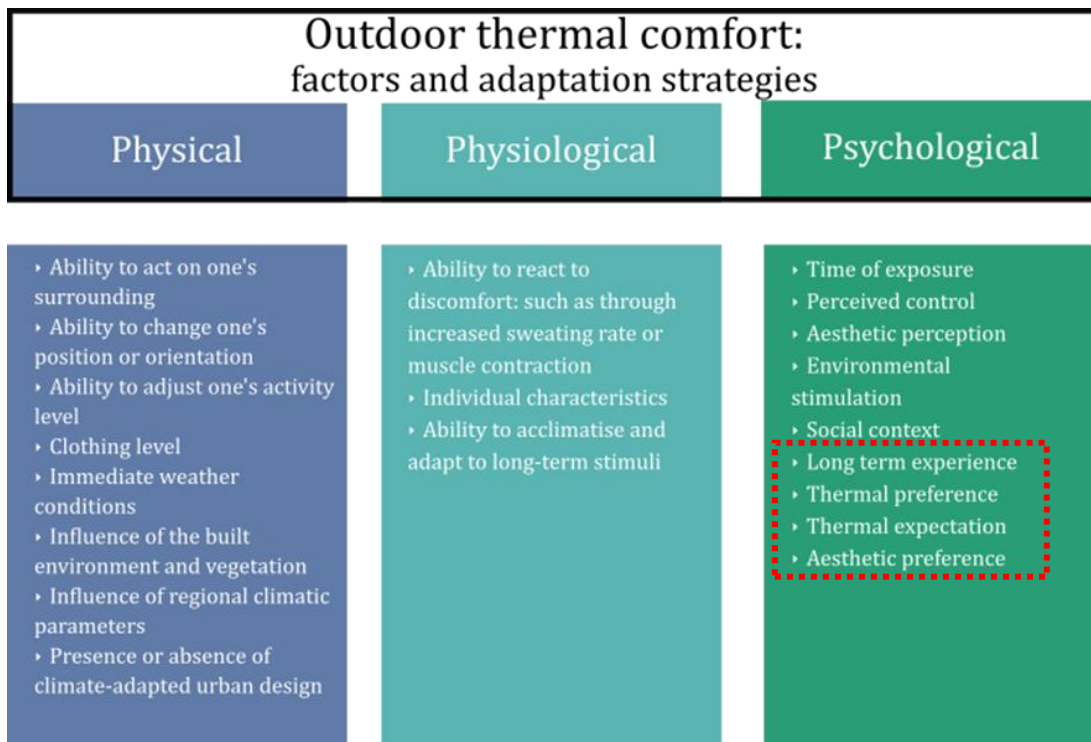 Outdoor thermal comfort:
factors and adaptation strategies
Physical
‣ Ability to act on one's
surrounding
‣ Ability to change one's
position or orientation
‣ Ability to adjust one's activity
level
‣ Clothing level
‣ Immediate weather
conditions
‣ Influence of the built
environment and vegetation
‣ Influence of regional climatic
parameters
‣ Presence or absence of
climate-adapted urban design
Physiological
‣ Ability to react to
discomfort: such as through
increased sweating rate or
muscle contraction
‣ Individual characteristics
‣ Ability to acclimatise and
adapt to long-term stimuli
Psychological
‣ Time of exposure
‣ Perceived control
‣ Aesthetic perception
‣ Environmental
stimulation
‣ Social context
‣ Long term experience
‣ Thermal preference
‣ Thermal expectation
‣ Aesthetic preference